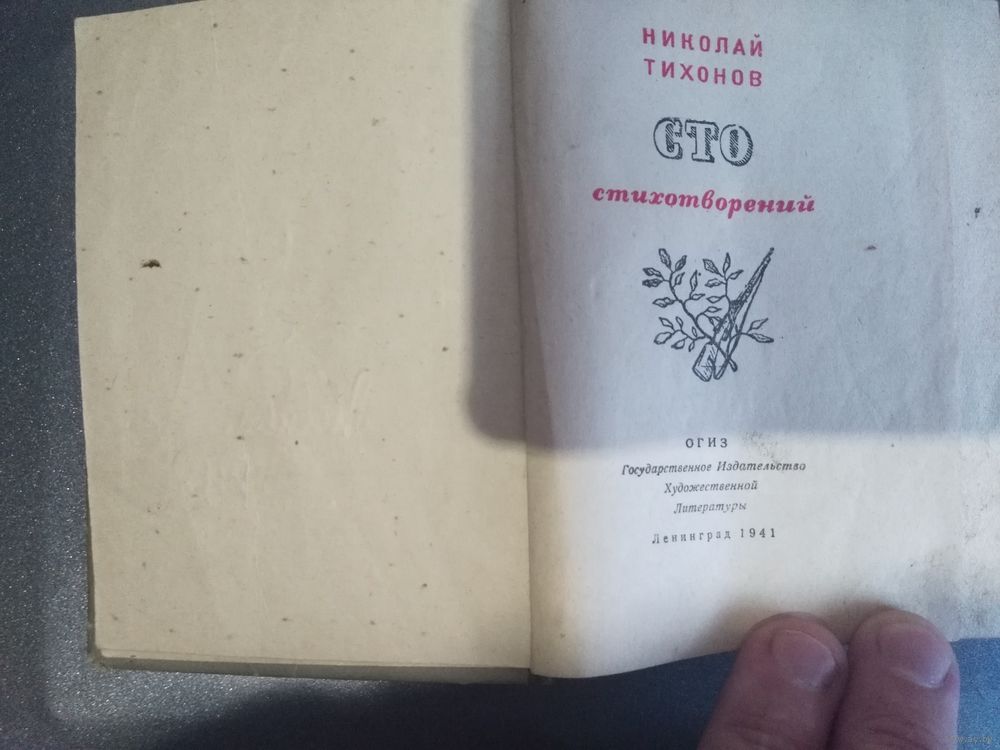 НИКОЛАЙ
ТИХОНОВ
СТО
стихотворений
ОГИЗ
Государственное Издательство
Художественной
Литературы
Ленинград 1941